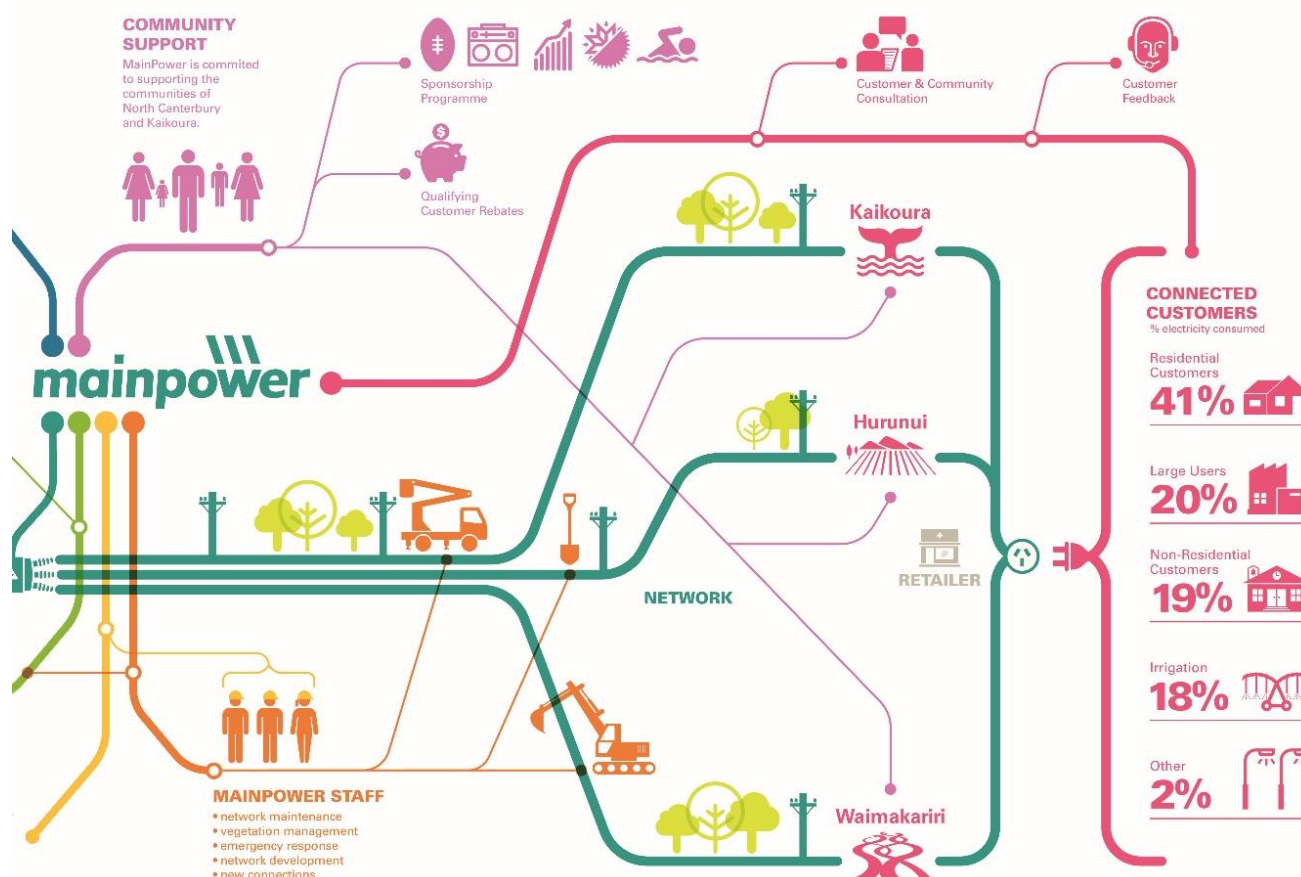 COMMUNITY
SUPPORT
MainPower is commited
to supporting the
communities of
North Canterbury
and Kaikoura.
Sponsorship
Programme
$
Qualifying
Customer Rebates
Customer & Community
Consultation
Customer
Feedback
mainpower
Kaikoura
Hurunui
RETAILER
NETWORK
Waimakariri
CONNECTED
CUSTOMERS
% electricity consumed
Residential
Customers
41%
Large Users
20%
Non-Residential
Customers
19%
Irrigation
18%
Other
2%
MAINPOWER STAFF
• network maintenance
• vegetation management
• emergency response
• network development
• new connections